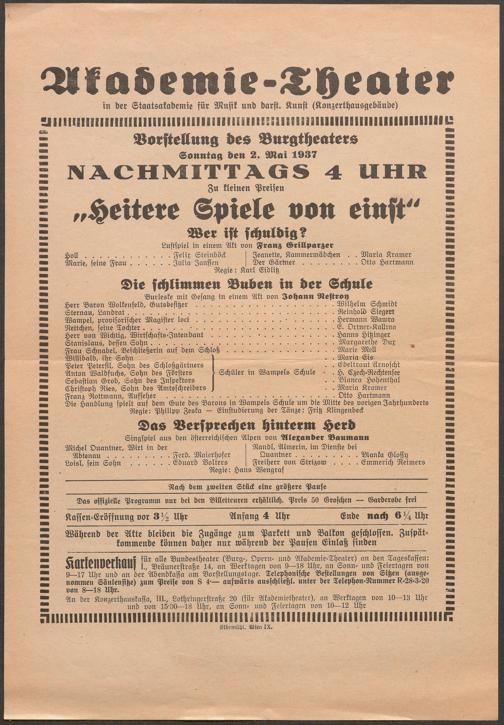 Akademie-Theater
in der Staatsakademie für Musik und darst. Kunst (Konzerthausgebäude)
Vorstellung des Burgtheaters
Sonntag den 2. Mai 1937
NACHMITTAGS 4 UHR
Zu kleinen Preisen
„Heitere Spiele von einst“
Wer ist schuldig?
Lustspiel in einem Akt von Franz Grillparzer
Holl Felix Steinböck
Marie, seine Frau Julia Janssen
Jeanette, Kammermädchen Maria Kramer
Der Gärtner Otto Hartmann
Regie: Karl Eidlitz
Die schlimmen Buben in der Schule
Burleske mit Gesang in einem Akt von Johann Nestroy
Herr Baron Wolkenfeld, Gutsbesitzer Wilhelm Schmidt
Sternau, Landrat Reinhold Siegert
Wampel, provisorischer Magister loci Hermann Wawra
Nettchen, seine Tochter E. Ortner-Kallina
Herr von Wichtig, Wirtschafts-Intendant Hanns Hitzinger
Stanislaus, dessen Sohn Margarethe Dux
Frau Schnabel, Beschließerin auf dem Schloß Marie Mell
Willibald, ihr Sohn Maria Eis
Peter Petersil, Sohn des Schloßgärtners Edeltraut Arnoscht
Anton Waldfuchs, Sohn des Försters H. Czech-Rechtensee
Sebastian Grob, Sohn des Inspektors Bianca Hohenthal
Christoph Ries, Sohn des Amtschreibers Maria Kramer
Schüler in Wampels Schule
Franz Rottmann, Aufseher Otto Hartmann
Die Handlung spielt auf dem Gute des Barons in Wampels Schule um die Mitte des vorigen Jahrhunderts
Regie: Philipp Zeska — Einstudierung der Tänze: Fritz Klingenbeck
Das Versprechen hinterm Herd
Singspiel aus den österreichischen Alpen von Alexander Baumann
Michel Quantner, Wirt in der
Abtenau Ferd. Maierhofer
Loisl, sein Sohn Eduard Volters
Nandl, Almerin, im Dienste bei
Quantner Manka Glossy
Freiherr von Strizow Emmerich Reimers
Regie: Hans Wengraf
Nach dem zweiten Stück eine größere Pause
Das offizielle Programm nur bei den Billetteuren erhältlich, Preis 50 Groschen — Garderobe frei
Kassen-Eröffnung vor 3½ Uhr Anfang 4 Uhr Ende nach 6¼ Uhr
Während der Akte bleiben die Zugänge zum Parkett und Balkon geschlossen. Zuspät-
kommende können daher nur während der Pausen Einlaß finden
Kartenverkauf für alle Bundestheater (Burg-, Opern- und Akademie-Theater) an den Tageskassen:
I., Bräunerstraße 14, an Werktagen von 9—18 Uhr, an Sonn- und Feiertagen von
9—17 Uhr und an der Abendkassa am Vorstellungstage. Telephonische Bestellungen von Sitzen (ausge-
nommen Säulensitze) zum Preise von S 4·— aufwärts ausschließl. unter der Telephon-Nummer R-28-3-20
von 8—18 Uhr.
An der Konzerthauskassa, III., Lothringerstraße 20 (für Akademietheater), an Werktagen von 10—13 Uhr
und von 15:00—18 Uhr, an Sonn- und Feiertagen von 10—12 Uhr
Elbemühl, Wien IX.